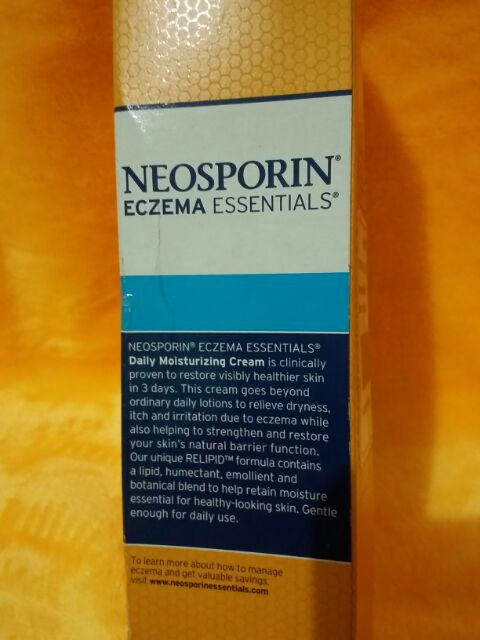 NEOSPORIN®
ECZEMA ESSENTIALS®
NEOSPORIN® ECZEMA ESSENTIALS®
Daily Moisturizing Cream is clinically
proven to restore visibly healthier skin
in 3 days. This cream goes beyond
ordinary daily lotions to relieve dryness,
itch and irritation due to eczema while
also helping to strengthen and restore
your skin's natural barrier function.
Our unique RELIPID™ formula contains
a lipid, humectant, emollient and
botanical blend to help retain moisture
essential for healthy-looking skin. Gentle
enough for daily use.
To learn more about how to manage
eczema and get valuable savings,
visit www.neosporinessentials.com